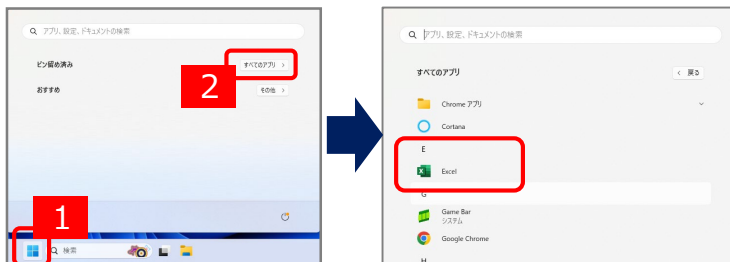 アプリ、設定、ドキュメントの検索
ピン留め済み
すべてのアプリ >
2
おすすめ
その他 >
1
検索
アプリ、設定、ドキュメントの検索
すべてのアプリ
< 戻る
Chrome アプリ
Cortana
E
Excel
G
Game Bar
システム
Google Chrome
H